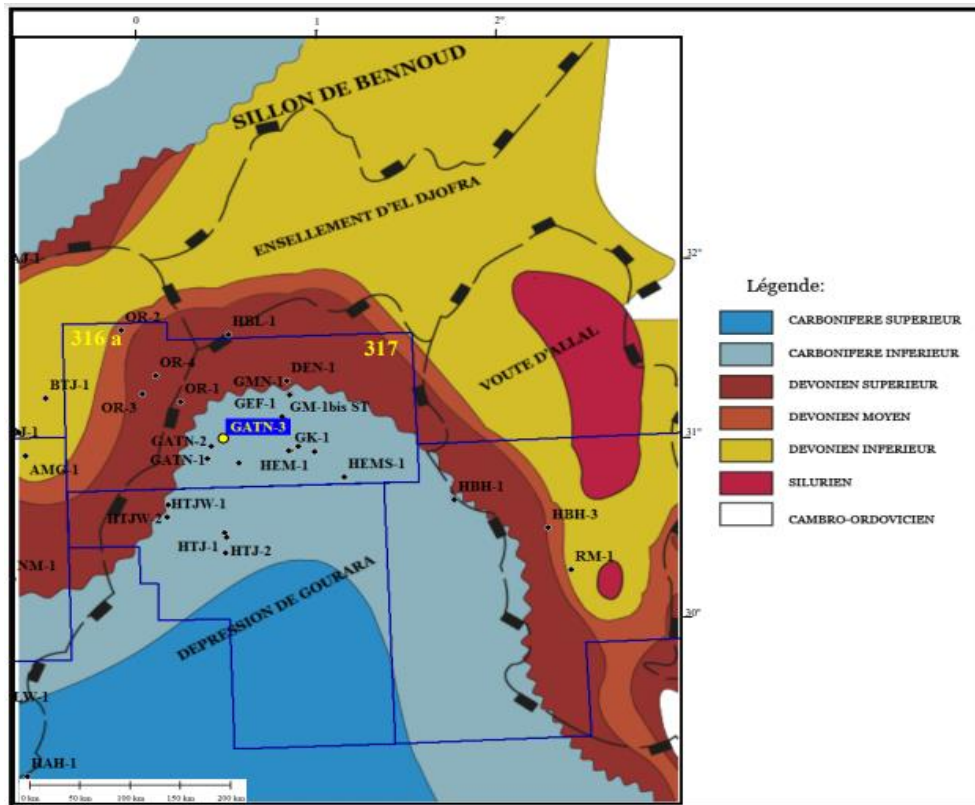 0 1 2"
SILLON DE BENNOUD
ENSELLEMENT D'EL DJOFRA
32"
AJ-1
OR-2
HBL-1
316 a
317
VOUTE D'ALLAL
OR-4
DEN-1
GMN-1
BTJ-1
OR-1
OR-3
GEF-1
GM-1bis ST
31"
GATN-3
GATN-2
GK-1
AMG-1
GATN-1
HEM-1
HEMS-1
HBH-1
HTJW-1
HTJW-2
HBH-3
HTJ-1
HTJ-2
NM-1
RM-1
DEPRESSION DE GOURARA
30"
LW-1
HAH-1
0 km 50 km 100 km 150 km 200 km
Légende:
CARBONIFERE SUPERIEUR
CARBONIFERE INFERIEUR
DEVONIEN SUPERIEUR
DEVONIEN MOYEN
DEVONIEN INFERIEUR
SILURIEN
CAMBRO-ORDOVICIEN